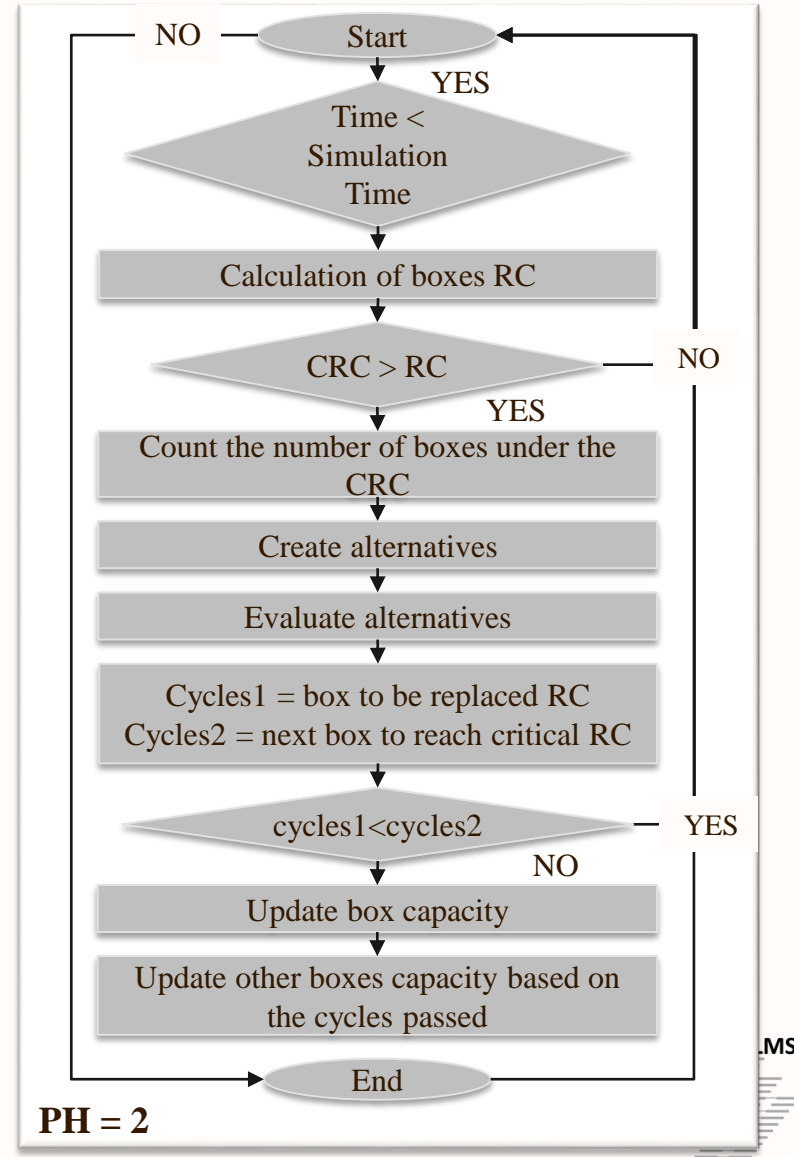 NO
Start
YES
Time <
Simulation
Time
Calculation of boxes RC
CRC > RC
NO
YES
Count the number of boxes under the
CRC
Create alternatives
Evaluate alternatives
Cycles1 = box to be replaced RC
Cycles2 = next box to reach critical RC
cycles1<cycles2
YES
NO
Update box capacity
Update other boxes capacity based on
the cycles passed
LMS
End
PH = 2